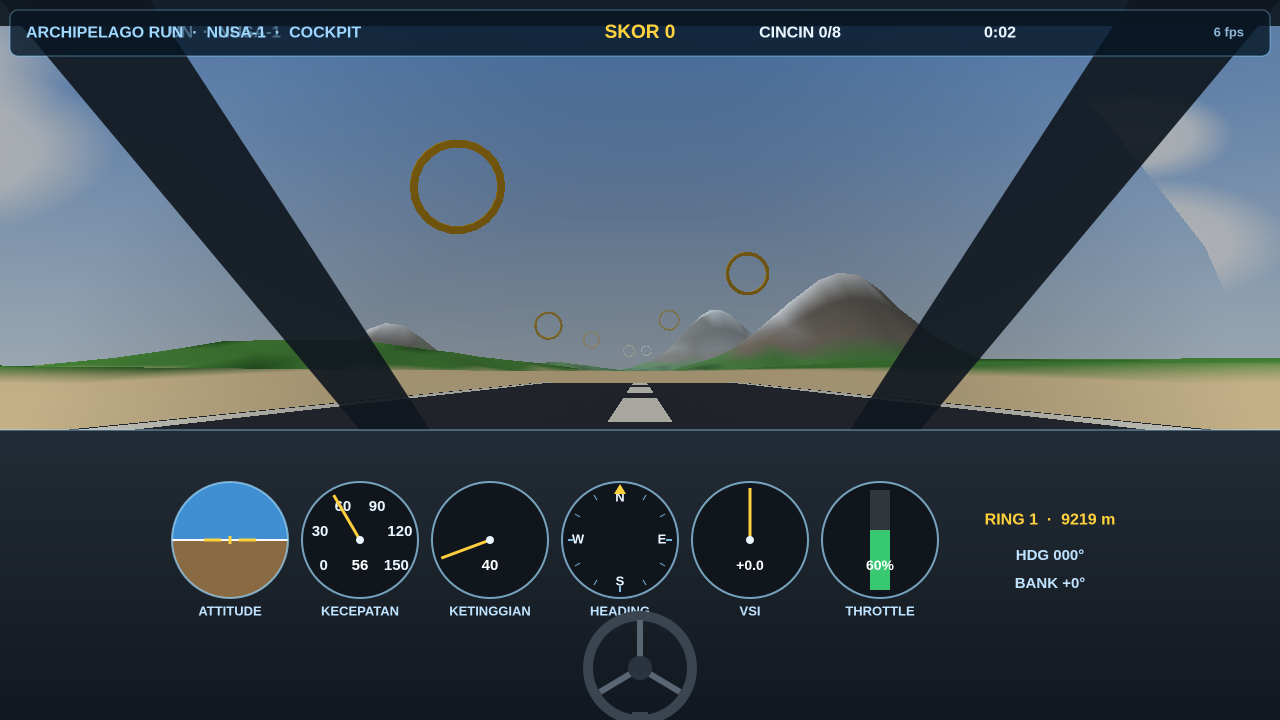 ARCHIPELAGO RUN · NUSA-1 · COCKPIT SKOR 0 CINCIN 0/8 0:02 6 fps
60 90
30 120
0 56 150
40
N
W E
S
+0.0
60%
ATTITUDE KECEPATAN KETINGGIAN HEADING VSI THROTTLE
RING 1 · 9219 m
HDG 000°
BANK +0°